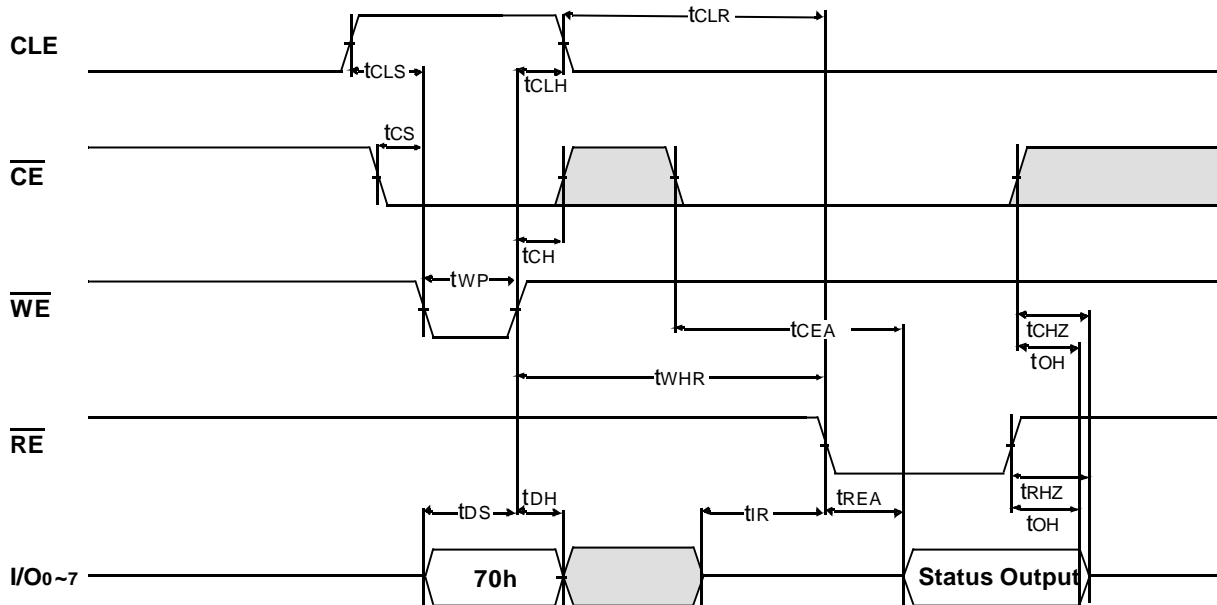 tCLR
CLE
tCLS
tCLH
tCS
CE
tCH
tWP
WE
tCEA
tCHZ
tOH
tWHR
RE
tRHZ
tDH
tDS
tIR
tREA
tOH
I/O0~7
70h
Status Output